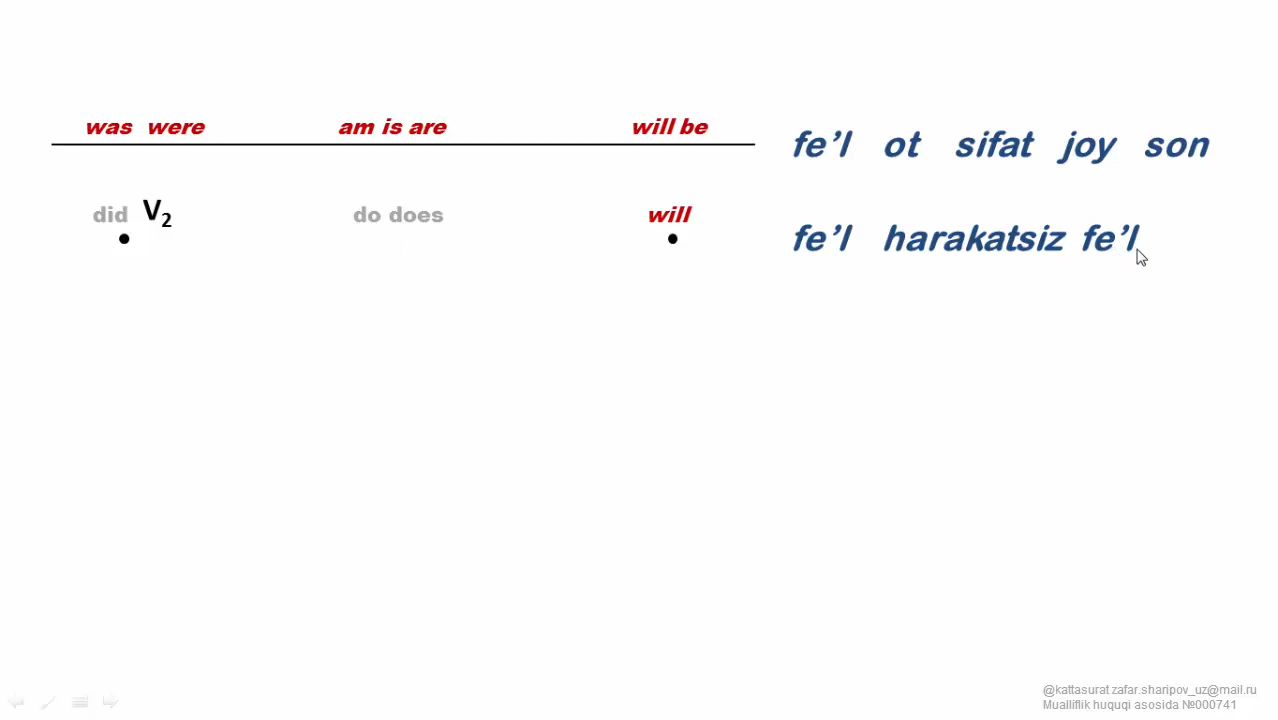 was were am is are will be
fe’l ot sifat joy son
did V2 do does will
fe’l harakatsiz fe’l
@kattasurat zafar.sharipov_uz@mail.ru
Mualliflik huquqi asosida №000741